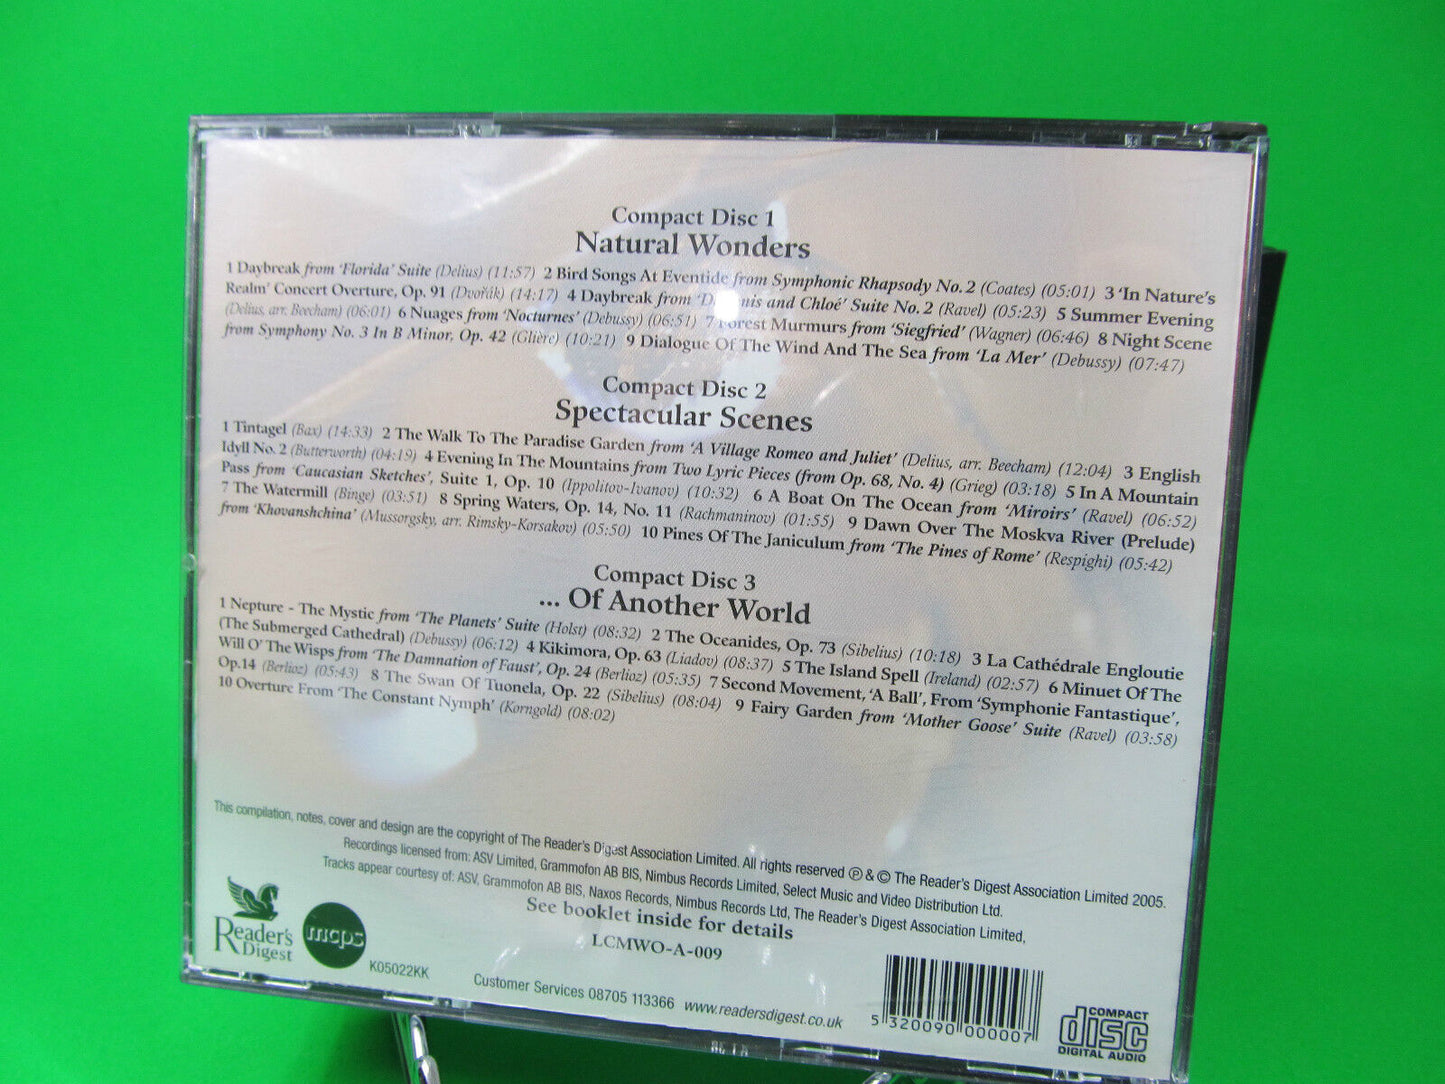 Compact Disc 1
Natural Wonders
1 Daybreak from 'Florida' Suite (Delius) (11:57) 2 Bird Songs At Eventide from Symphonic Rhapsody No. 2 (Coates) (05:01) 3 'In Nature's
Realm' Concert Overture, Op. 91 (Dvořák) (14:17) 4 Daybreak from 'D nis and Chloé' Suite No. 2 (Ravel) (05:23) 5 Summer Evening
(Delius, arr. Beecham) (06:01) 6 Nuages from 'Nocturnes' (Debussy) (06:51) 7 Forest Murmurs from 'Siegfried' (Wagner) (06:46) 8 Night Scene
from Symphony No. 3 In B Minor, Op. 42 (Glière) (10:21) 9 Dialogue Of The Wind And The Sea from 'La Mer' (Debussy) (07:47)
Compact Disc 2
Spectacular Scenes
1 Tintagel (Bax) (14:33) 2 The Walk To The Paradise Garden from 'A Village Romeo and Juliet' (Delius, arr. Beecham) (12:04) 3 English
Idyll No. 2 (Butterworth) (04:19) 4 Evening In The Mountains from Two Lyric Pieces (from Op. 68, No. 4) (Grieg) (03:18) 5 In A Mountain
Pass from 'Caucasian Sketches', Suite 1, Op. 10 (Ippolitov-Ivanov) (10:32) 6 A Boat On The Ocean from 'Miroirs' (Ravel) (06:52)
7 The Watermill (Binge) (03:51) 8 Spring Waters, Op. 14, No. 11 (Rachmaninov) (01:55) 9 Dawn Over The Moskva River (Prelude)
from 'Khovanshchina' (Mussorgsky, arr. Rimsky-Korsakov) (05:50) 10 Pines Of The Janiculum from 'The Pines of Rome' (Respighi) (05:42)
Compact Disc 3
... Of Another World
1 Nepture - The Mystic from 'The Planets' Suite (Holst) (08:32) 2 The Oceanides, Op. 73 (Sibelius) (10:18) 3 La Cathédrale Engloutie
(The Submerged Cathedral) (Debussy) (06:12) 4 Kikimora, Op. 63 (Liadov) (08:37) 5 The Island Spell (Ireland) (02:57) 6 Minuet Of The
Will O' The Wisps from 'The Damnation of Faust', Op. 24 (Berlioz) (05:35) 7 Second Movement, 'A Ball', From 'Symphonie Fantastique',
Op.14 (Berlioz) (05:43) 8 The Swan Of Tuonela, Op. 22 (Sibelius) (08:04) 9 Fairy Garden from 'Mother Goose' Suite (Ravel) (03:58)
10 Overture From 'The Constant Nymph' (Korngold) (08:02)
This compilation, notes, cover and design are the copyright of The Reader's Digest Association Limited. All rights reserved ℗ & © The Reader's Digest Association Limited 2005.
Recordings licensed from: ASV Limited, Grammofon AB BIS, Nimbus Records Limited, Select Music and Video Distribution Ltd.
Tracks appear courtesy of: ASV, Grammofon AB BIS, Naxos Records, Nimbus Records Ltd, The Reader's Digest Association Limited,
See booklet inside for details
LCMWO-A-009
Reader's
Digest
mcps
K05022KK
Customer Services 08705 113366 www.readersdigest.co.uk
5 320090 000007
COMPACT
disc
DIGITAL AUDIO